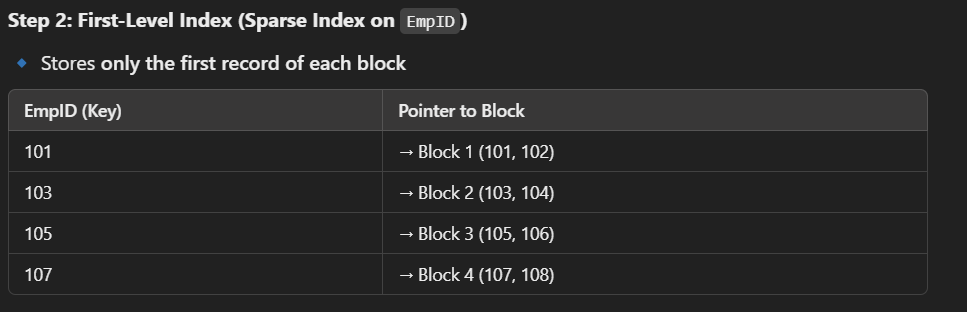 Step 2: First-Level Index (Sparse Index on EmpID)
Stores only the first record of each block
EmpID (Key) Pointer to Block
101 → Block 1 (101, 102)
103 → Block 2 (103, 104)
105 → Block 3 (105, 106)
107 → Block 4 (107, 108)